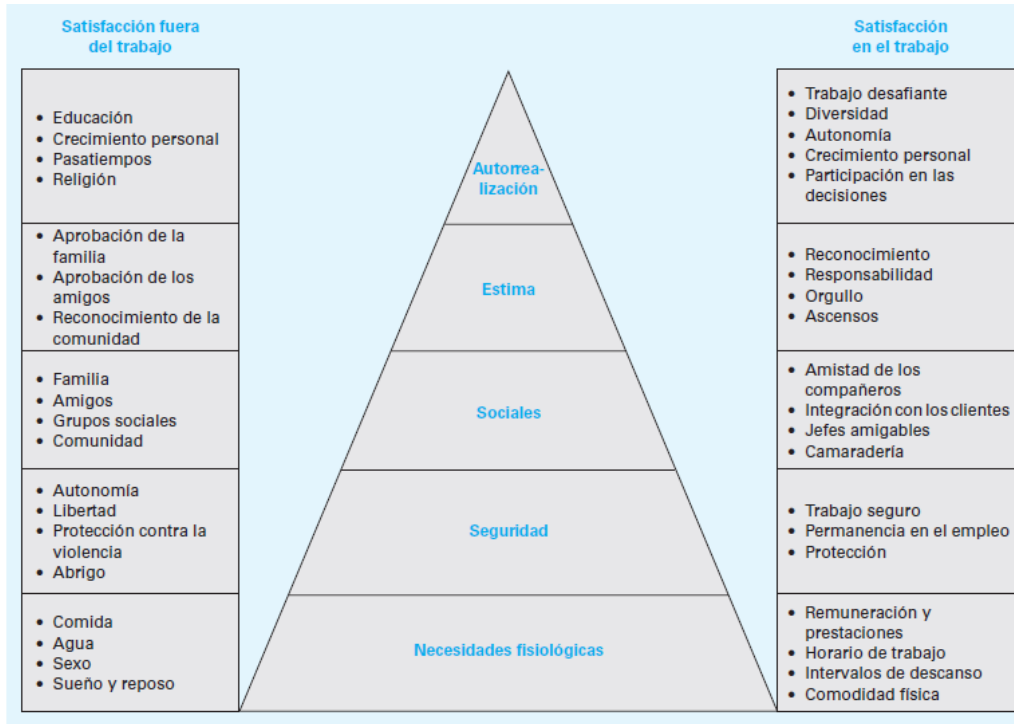 Satisfacción fuera
del trabajo
• Educación
• Crecimiento personal
• Pasatiempos
• Religión
• Aprobación de la
familia
• Aprobación de los
amigos
• Reconocimiento de la
comunidad
• Familia
• Amigos
• Grupos sociales
• Comunidad
• Autonomía
• Libertad
• Protección contra la
violencia
• Abrigo
• Comida
• Agua
• Sexo
• Sueño y reposo
Autorrea-
lización
Estima
Sociales
Seguridad
Necesidades fisiológicas
Satisfacción
en el trabajo
• Trabajo desafiante
• Diversidad
• Autonomía
• Crecimiento personal
• Participación en las
decisiones
• Reconocimiento
• Responsabilidad
• Orgullo
• Ascensos
• Amistad de los
compañeros
• Integración con los clientes
• Jefes amigables
• Camaradería
• Trabajo seguro
• Permanencia en el empleo
• Protección
• Remuneración y
prestaciones
• Horario de trabajo
• Intervalos de descanso
• Comodidad física